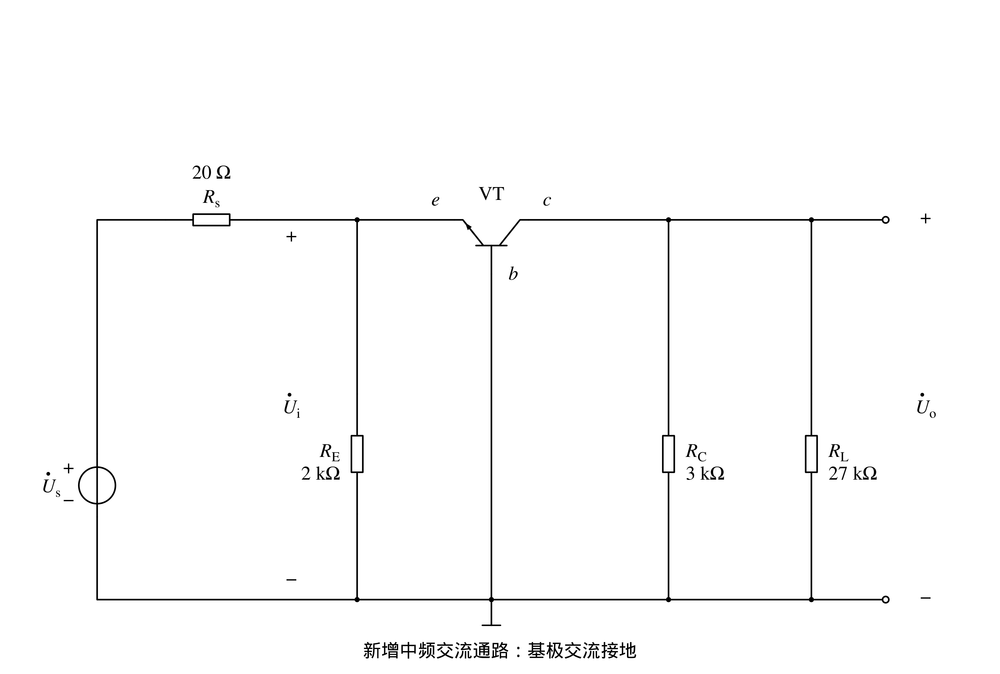 20 Ω
Rs
VT
e
c
+
+
b
U̇i
U̇o
RE
2 kΩ
RC
3 kΩ
RL
27 kΩ
+
U̇s
−
−
−
新增中频交流通路：基极交流接地